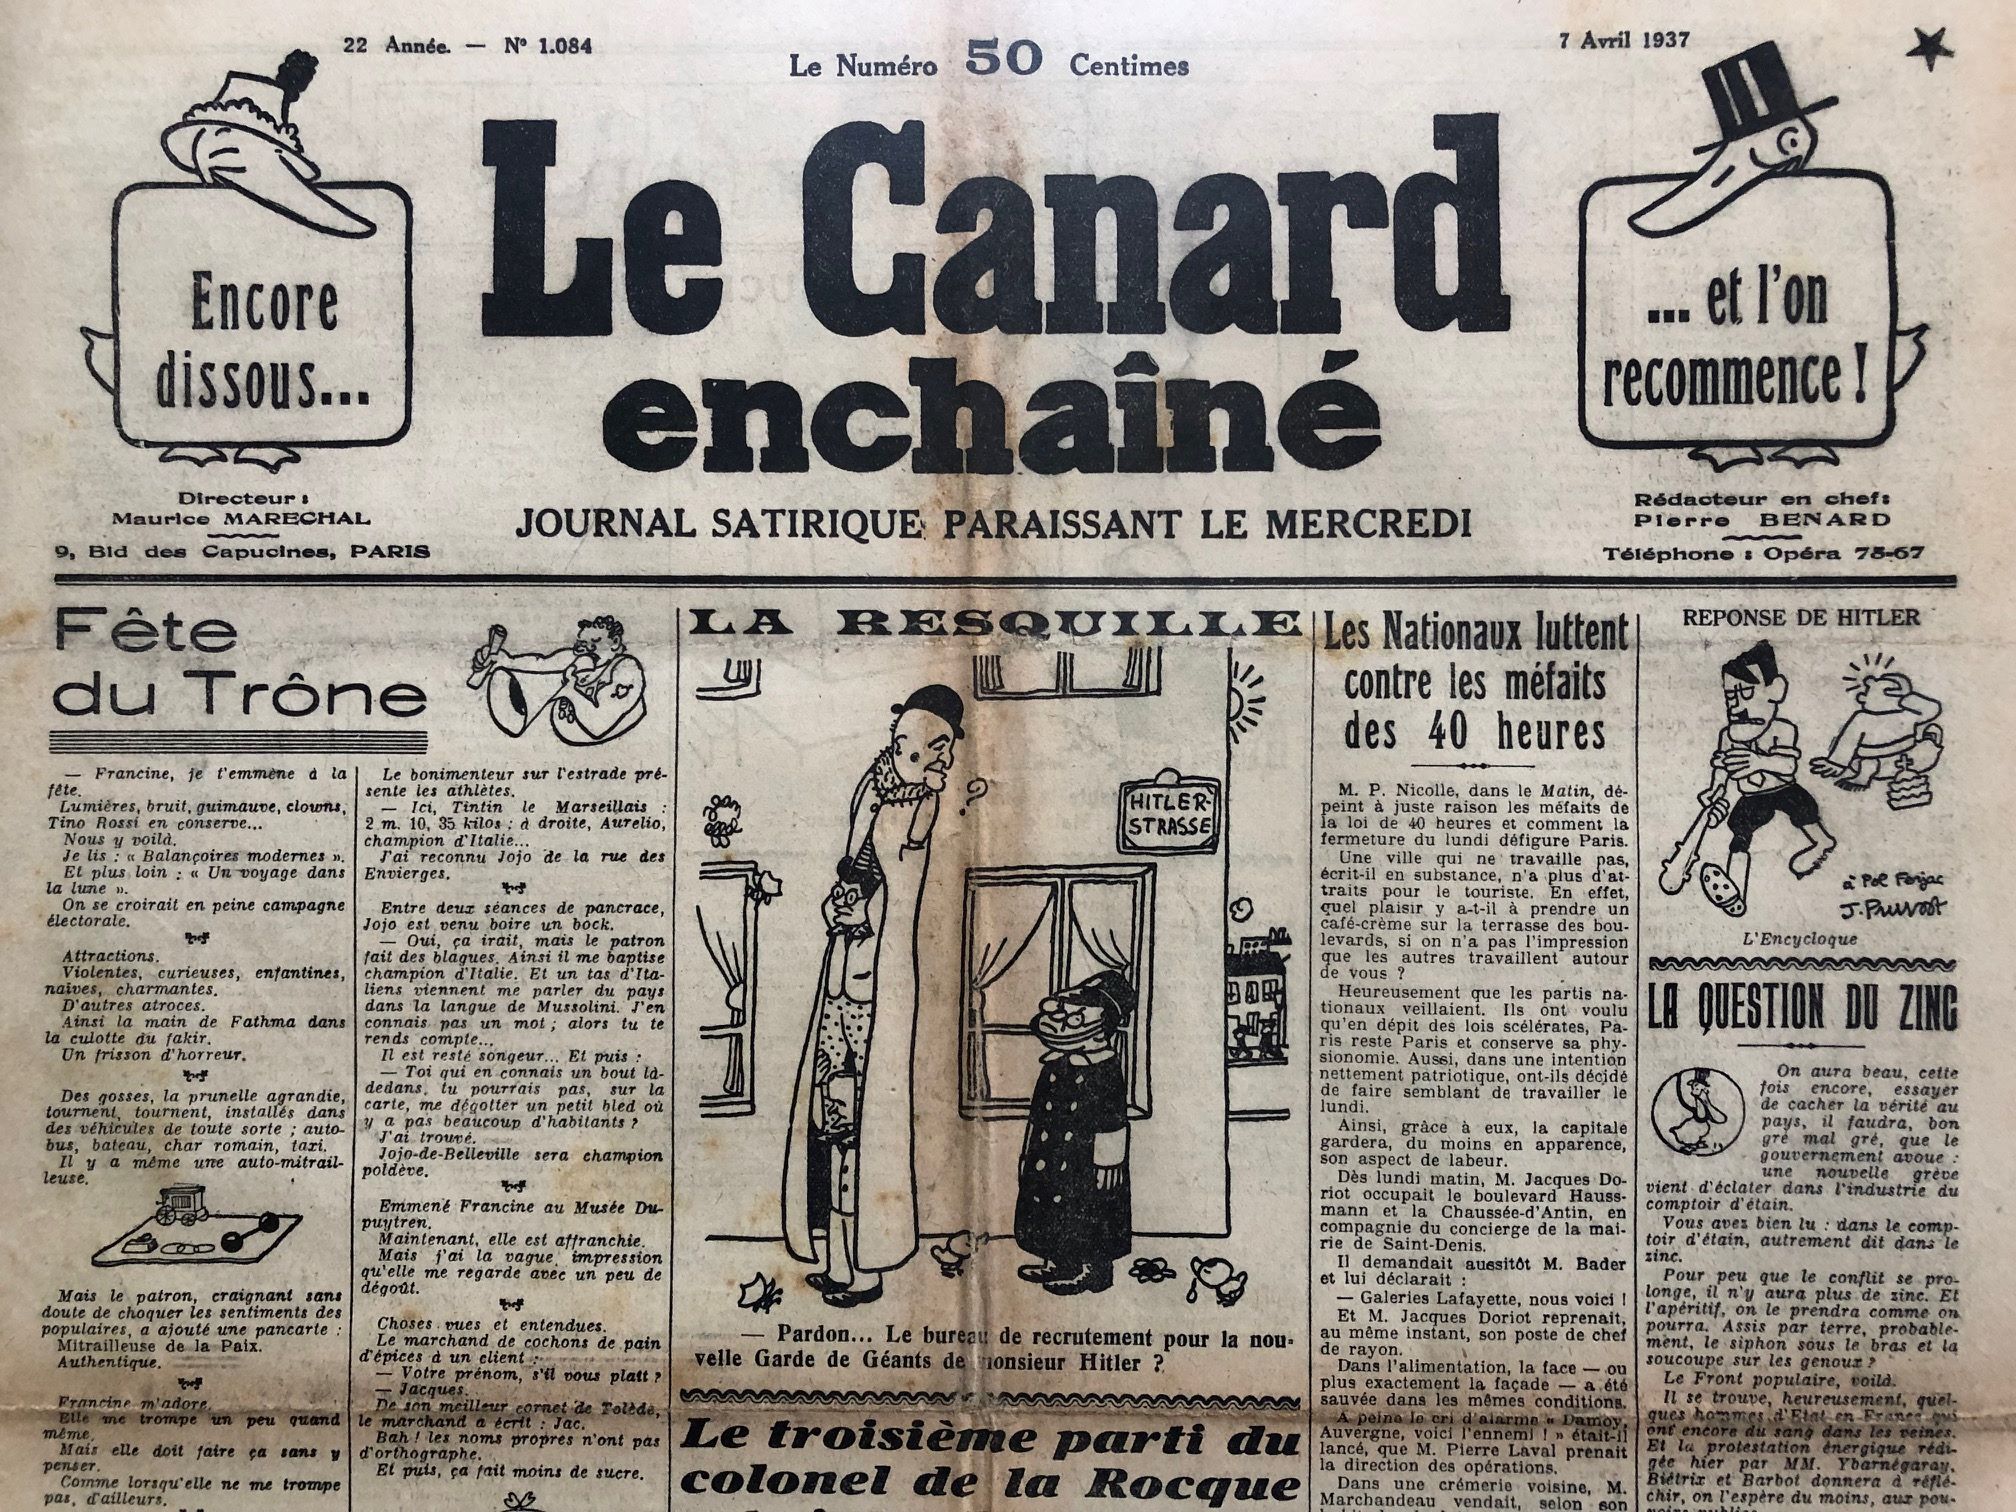 22 Année. — N° 1.084
Le Numéro 50 Centimes
7 Avril 1937
Le Canard
enchaîné
Encore
dissous...
... et l'on
recommence !
Directeur :
Maurice MARECHAL
9, Bld des Capucines, PARIS
JOURNAL SATIRIQUE PARAISSANT LE MERCREDI
Rédacteur en chef:
Pierre BENARD
Téléphone : Opéra 75-67
Fête
du Trône
— Francine, je t'emmène à la
fête.
Lumières, bruit, guimauve, clowns,
Tino Rossi en conserve...
Nous y voilà.
Je lis : « Balançoires modernes ».
Et plus loin : « Un voyage dans
la lune ».
On se croirait en peine campagne
électorale.
Attractions.
Violentes, curieuses, enfantines,
naïves, charmantes.
D'autres atroces.
Ainsi la main de Fathma dans
la culotte du fakir.
Un frisson d'horreur.
Des gosses, la prunelle agrandie,
tournent, tournent, installés dans
des véhicules de toute sorte ; auto-
bus, bateau, char romain, taxi.
Il y a même une auto-mitrail-
leuse.
Mais le patron, craignant sans
doute de choquer les sentiments des
populaires, a ajouté une pancarte :
Mitrailleuse de la Paix.
Authentique.
Francine m'adore.
Elle me trompe un peu quand
même.
Mais elle doit faire ça sans y
penser.
Comme lorsqu'elle ne me trompe
pas, d'ailleurs.
Le bonimenteur sur l'estrade pré-
sente les athlètes.
— Ici, Tintin le Marseillais :
2 m. 10, 35 kilos ; à droite, Aurelio,
champion d'Italie...
J'ai reconnu Jojo de la rue des
Envierges.
Entre deux séances de pancrace,
Jojo est venu boire un bock.
— Oui, ça irait, mais le patron
fait des blagues. Ainsi il me baptise
champion d'Italie. Et un tas d'Ita-
liens viennent me parler du pays
dans la langue de Mussolini. J'en
connais pas un mot ; alors tu te
rends compte...
Il est resté songeur... Et puis :
— Toi qui en connais un bout là-
dedans, tu pourrais pas, sur la
carte, me dégotter un petit bled où
y a pas beaucoup d'habitants ?
J'ai trouvé.
Jojo-de-Belleville sera champion
poldève.
Emmené Francine au Musée Du-
puytren.
Maintenant, elle est affranchie.
Mais j'ai la vague impression
qu'elle me regarde avec un peu de
dégoût.
Choses vues et entendues.
Le marchand de cochons de pain
d'épices à un client :
— Votre prénom, s'il vous plaît ?
— Jacques.
De son meilleur cornet de Tolède,
le marchand a écrit : Jac.
Bah ! les noms propres n'ont pas
d'orthographe.
Et puis, ça fait moins de sucre.
LA RESQUILLE
?
HITLER-
STRASSE
— Pardon... Le bureau de recrutement pour la nou-
velle Garde de Géants de monsieur Hitler ?
Le troisième parti du
colonel de la Rocque
Les Nationaux luttent
contre les méfaits
des 40 heures
M. P. Nicolle, dans le Matin, dé-
peint à juste raison les méfaits de
la loi de 40 heures et comment la
fermeture du lundi défigure Paris.
Une ville qui ne travaille pas,
écrit-il en substance, n'a plus d'at-
traits pour le touriste. En effet,
quel plaisir y a-t-il à prendre un
café-crème sur la terrasse des bou-
levards, si on n'a pas l'impression
que les autres travaillent autour
de vous ?
Heureusement que les partis na-
tionaux veillaient. Ils ont voulu
qu'en dépit des lois scélérates, Pa-
ris reste Paris et conserve sa phy-
sionomie. Aussi, dans une intention
nettement patriotique, ont-ils décidé
de faire semblant de travailler le
lundi.
Ainsi, grâce à eux, la capitale
gardera, du moins en apparence,
son aspect de labeur.
Dès lundi matin, M. Jacques Do-
riot occupait le boulevard Hauss-
mann et la Chaussée-d'Antin, en
compagnie du concierge de la mai-
rie de Saint-Denis.
Il demandait aussitôt M. Bader
et lui déclarait :
— Galeries Lafayette, nous voici !
Et M. Jacques Doriot reprenait,
au même instant, son poste de chef
de rayon.
Dans l'alimentation, la face — ou
plus exactement la façade — a été
sauvée dans les mêmes conditions.
A peine le cri d'alarme « Damoy,
Auvergne, voici l'ennemi ! » était-il
lancé, que M. Pierre Laval prenait
la direction des opérations.
Dans une crémerie voisine, M.
Marchandeau vendait, selon son
REPONSE DE HITLER
à Pol Ferjac
J. Pruvost
L'Encycloque
LA QUESTION DU ZINC
On aura beau, cette
fois encore, essayer
de cacher la vérité au
pays, il faudra, bon
gré mal gré, que le
gouvernement avoue :
une nouvelle grève
vient d'éclater dans l'industrie du
comptoir d'étain.
Vous avez bien lu : dans le comp-
toir d'étain, autrement dit dans le
zinc.
Pour peu que le conflit se pro-
longe, il n'y aura plus de zinc. Et
l'apéritif, on le prendra comme on
pourra. Assis par terre, probable-
ment, le siphon sous le bras et la
soucoupe sur les genoux ?
Le Front populaire, voilà.
Il se trouve, heureusement, quel-
ques hommes d'Etat en France qui
ont encore du sang dans les veines.
Et la protestation énergique rédi-
gée hier par MM. Ybarnégaray,
Biétrix et Barbot donnera à réflé-
chir, on l'espère du moins, aux pou-